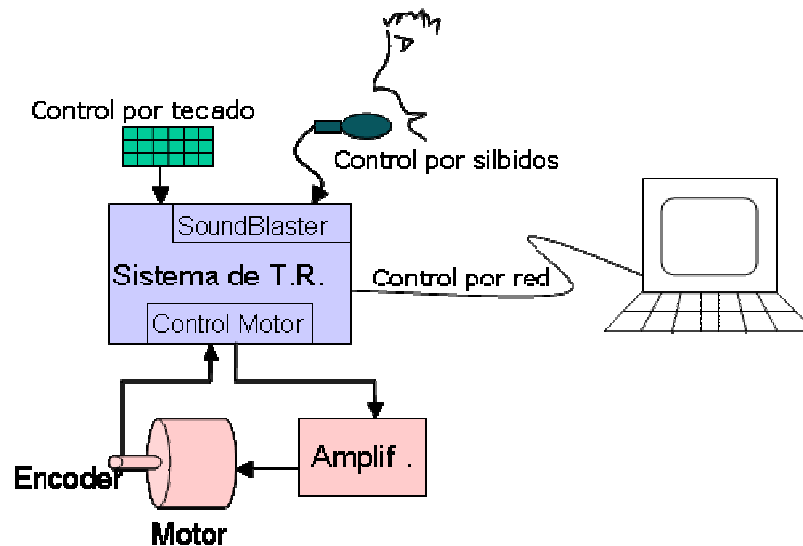 Control por tecado
Control por silbidos
SoundBlaster
Sistema de T.R.
Control por red
Control Motor
Amplif .
Encoder
Motor